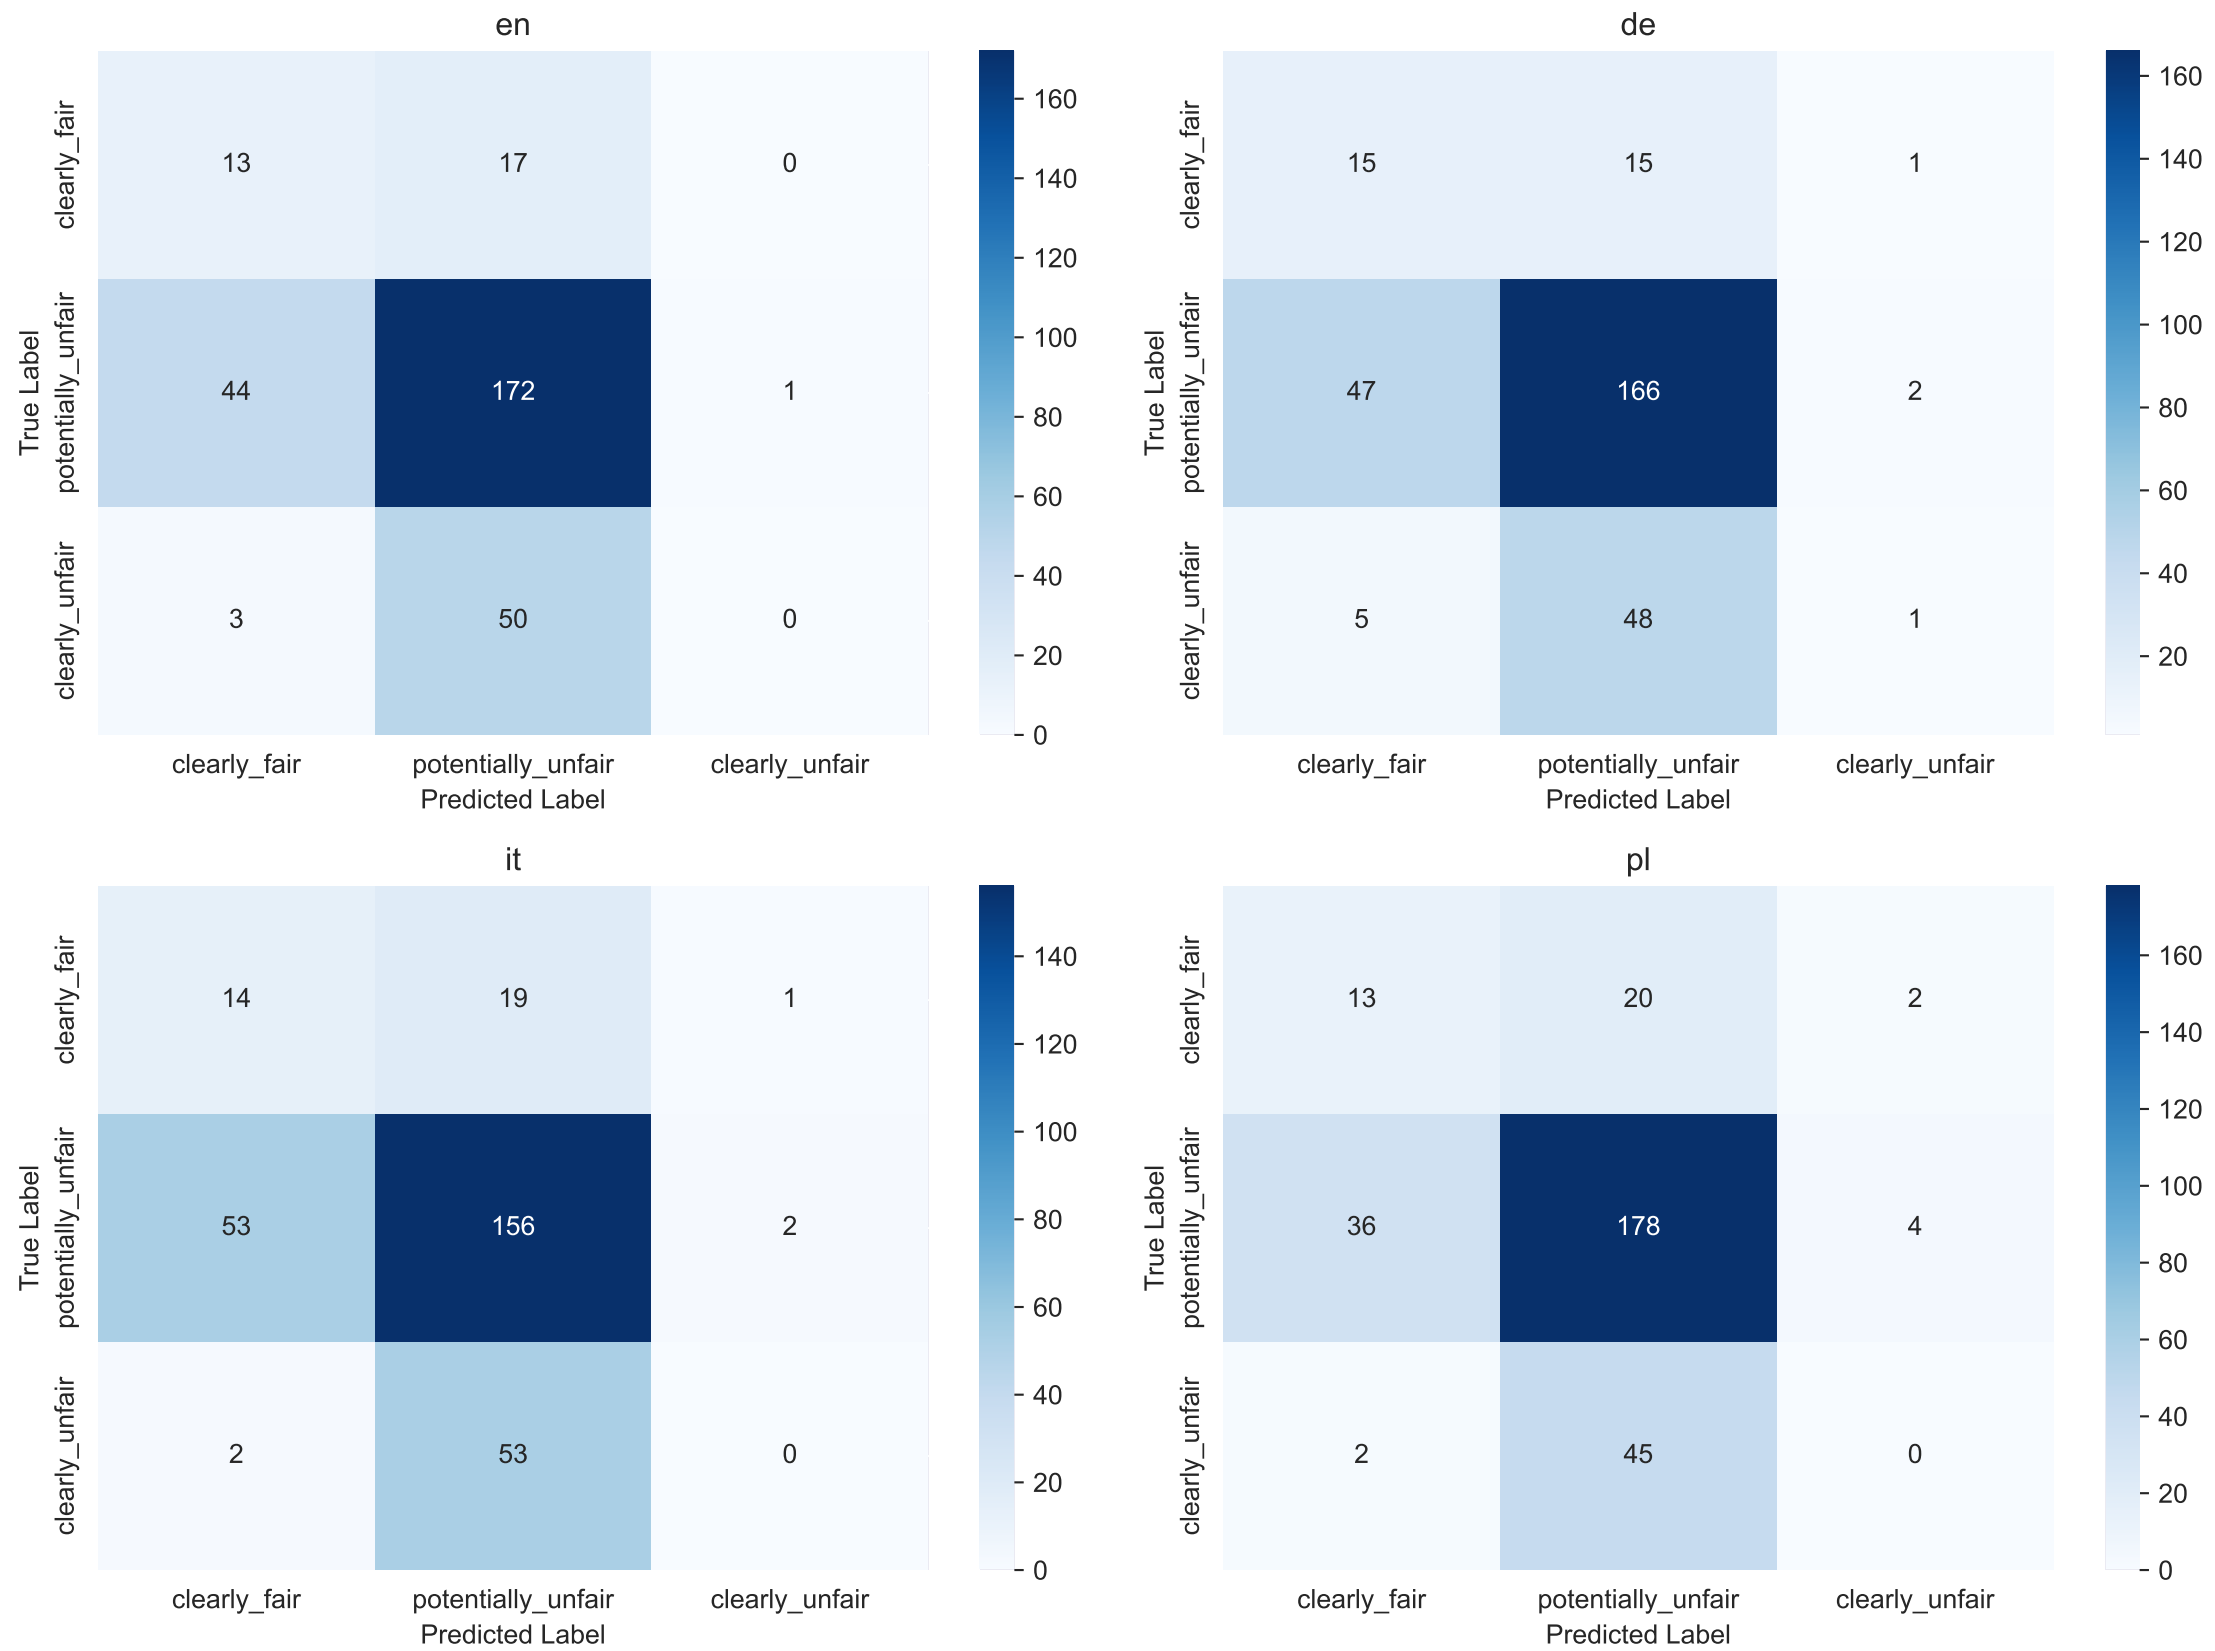 en
clearly_fair
potentially_unfair
clearly_unfair
True Label
13 17 0
44 172 1
3 50 0
clearly_fair potentially_unfair clearly_unfair
Predicted Label
160
140
120
100
80
60
40
20
0
de
clearly_fair
potentially_unfair
clearly_unfair
True Label
15 15 1
47 166 2
5 48 1
clearly_fair potentially_unfair clearly_unfair
Predicted Label
160
140
120
100
80
60
40
20
it
clearly_fair
potentially_unfair
clearly_unfair
True Label
14 19 1
53 156 2
2 53 0
clearly_fair potentially_unfair clearly_unfair
Predicted Label
140
120
100
80
60
40
20
0
pl
clearly_fair
potentially_unfair
clearly_unfair
True Label
13 20 2
36 178 4
2 45 0
clearly_fair potentially_unfair clearly_unfair
Predicted Label
160
140
120
100
80
60
40
20
0